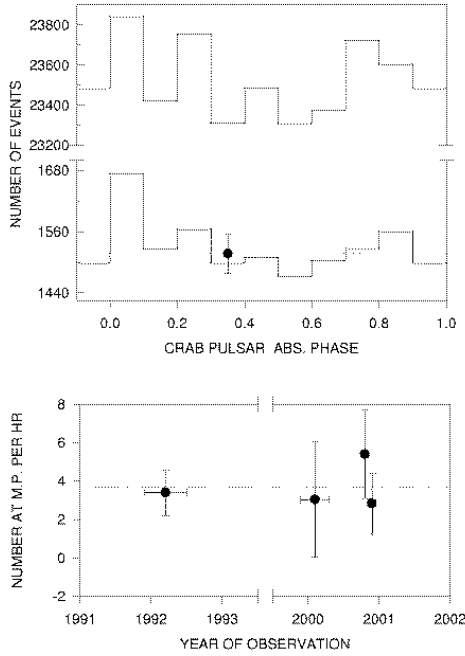 23800
23600
23400
23200
1680
1560
1440
NUMBER OF EVENTS
0.0 0.2 0.4 0.6 0.8 1.0
CRAB PULSAR ABS. PHASE
8
6
4
2
0
-2
NUMBER AT M.P. PER HR
1991 1992 1993 2000 2001 2002
YEAR OF OBSERVATION